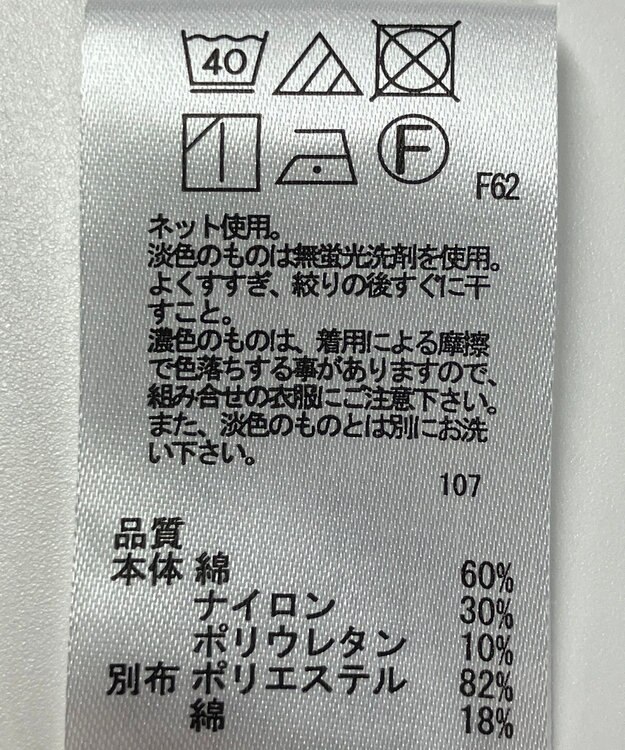 40
F
F62
ネット使用。
淡色のものは無蛍光洗剤を使用。
よくすすぎ、絞りの後すぐに干
すこと。
濃色のものは、着用による摩擦
で色落ちする事がありますので、
組み合せの衣服にご注意下さい。
また、淡色のものとは別にお洗
い下さい。
107
品質
本体 綿 60%
ナイロン 30%
ポリウレタン 10%
別布 ポリエステル 82%
綿 18%